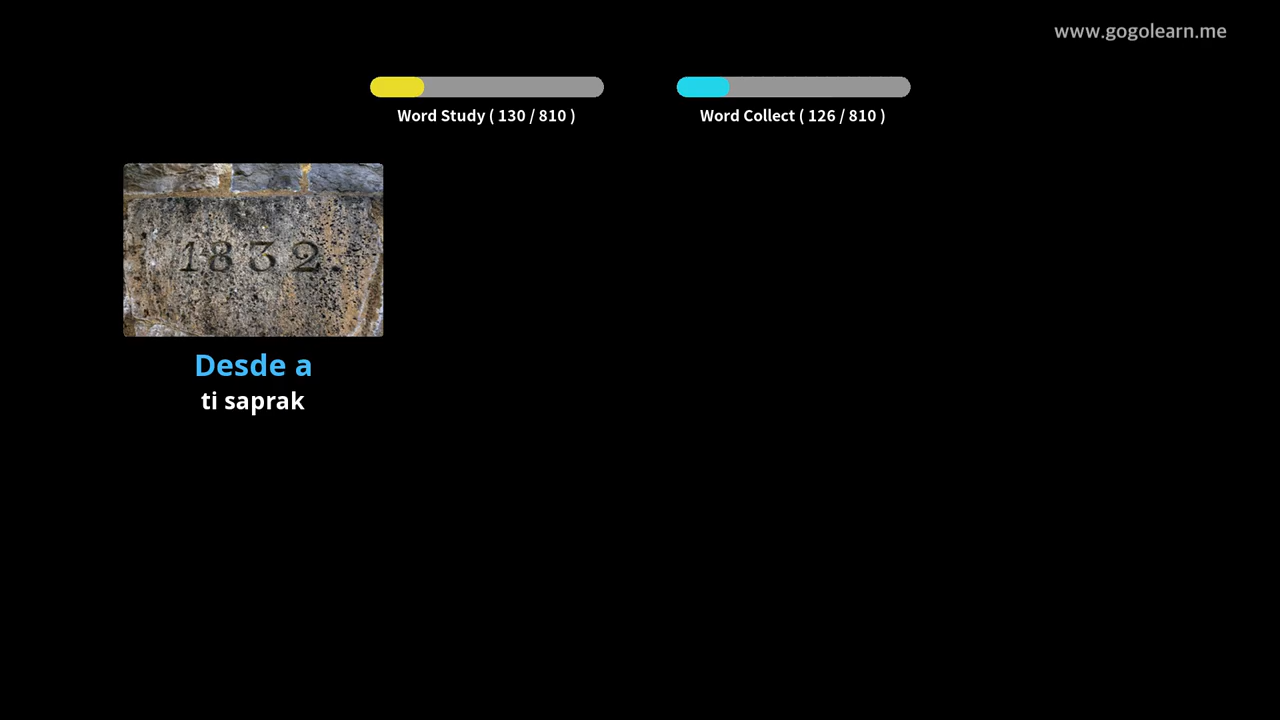 www.gogolearn.me
Word Study ( 130 / 810 )
Word Collect ( 126 / 810 )
1832.
Desde a
ti saprak